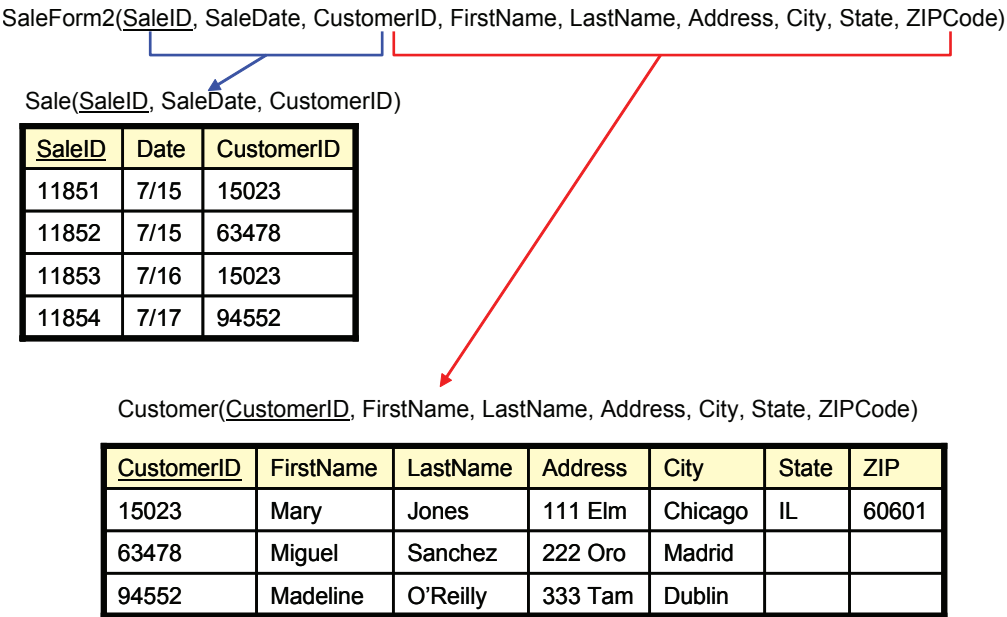 SaleForm2(SaleID, SaleDate, CustomerID, FirstName, LastName, Address, City, State, ZIPCode)
Sale(SaleID, SaleDate, CustomerID)
SaleID Date CustomerID
11851 7/15 15023
11852 7/15 63478
11853 7/16 15023
11854 7/17 94552
Customer(CustomerID, FirstName, LastName, Address, City, State, ZIPCode)
CustomerID FirstName LastName Address City State ZIP
15023 Mary Jones 111 Elm Chicago IL 60601
63478 Miguel Sanchez 222 Oro Madrid
94552 Madeline O'Reilly 333 Tam Dublin